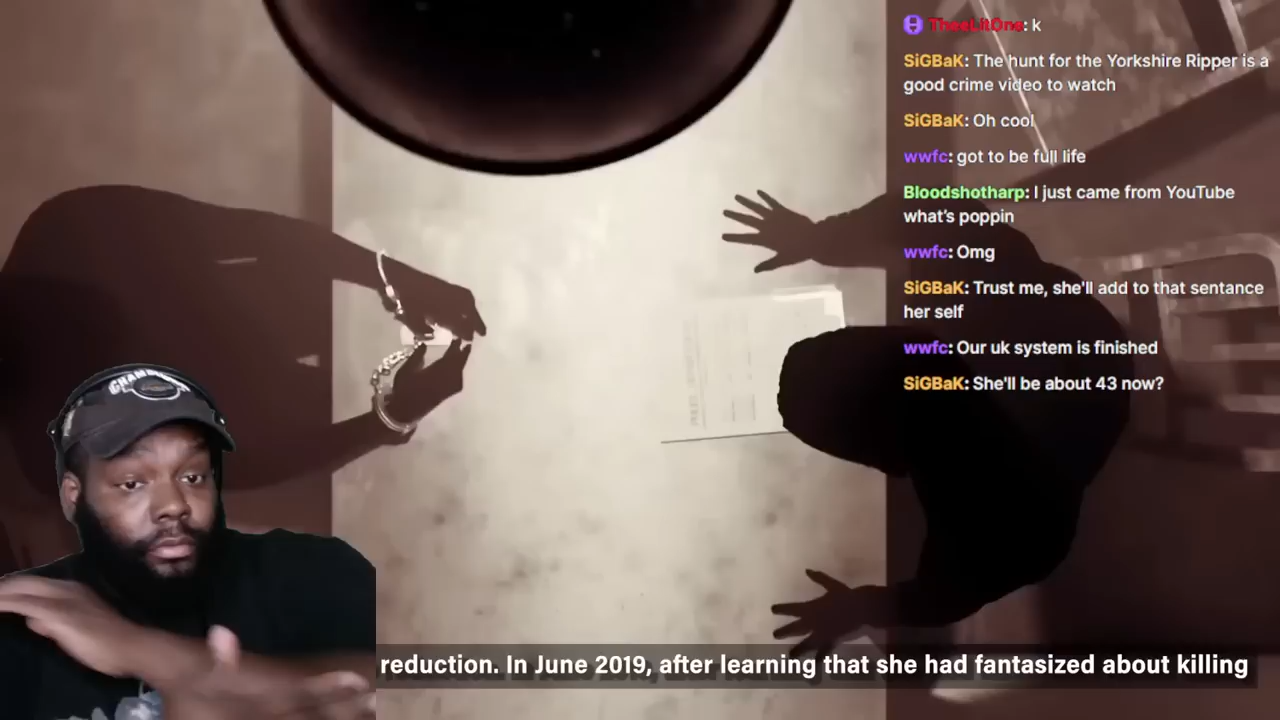 TheeLitOne: k
SiGBaK: The hunt for the Yorkshire Ripper is a
good crime video to watch
SiGBaK: Oh cool
wwfc: got to be full life
Bloodshotharp: I just came from YouTube
what's poppin
wwfc: Omg
SiGBaK: Trust me, she'll add to that sentance
her self
wwfc: Our uk system is finished
SiGBaK: She'll be about 43 now?
reduction. In June 2019, after learning that she had fantasized about killing